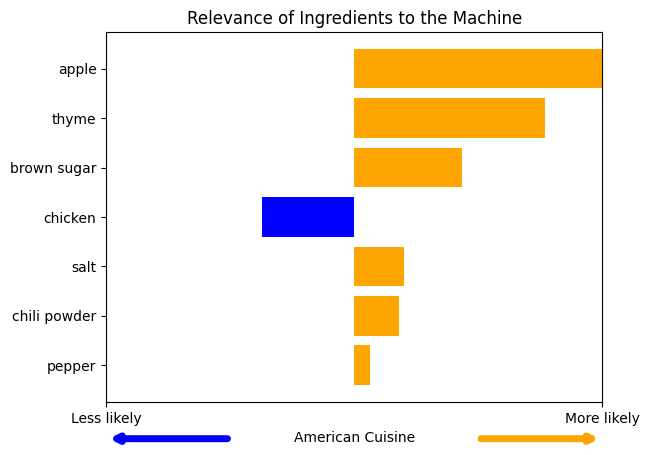 Relevance of Ingredients to the Machine
apple
thyme
brown sugar
chicken
salt
chili powder
pepper
Less likely
More likely
American Cuisine